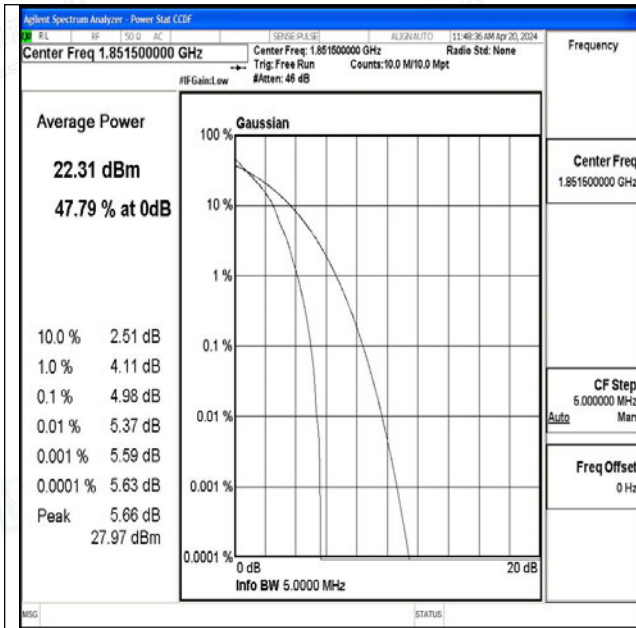 Agilent Spectrum Analyzer - Power Stat CCDF
RL RF 50 Ω AC SENSE:PULSE ALIGNAUTO 11:48:36 AM Apr 20, 2024
Center Freq 1.851500000 GHz
Center Freq: 1.851500000 GHz Radio Std: None
Trig: Free Run Counts:10.0 M/10.0 Mpt
#IFGain:Low #Atten: 46 dB
Frequency
Average Power
22.31 dBm
47.79 % at 0dB
10.0 % 2.51 dB
1.0 % 4.11 dB
0.1 % 4.98 dB
0.01 % 5.37 dB
0.001 % 5.59 dB
0.0001 % 5.63 dB
Peak 5.66 dB
27.97 dBm
Gaussian
100 %
10 %
1 %
0.1 %
0.01 %
0.001 %
0.0001 %
0 dB 20 dB
Info BW 5.0000 MHz
Center Freq
1.851500000 GHz
CF Step
5.000000 MHz
Auto Man
Freq Offset
0 Hz
MSG STATUS